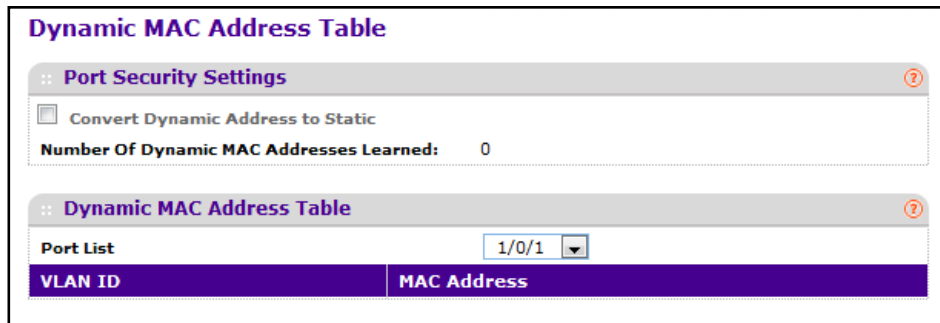 Dynamic MAC Address Table
:: Port Security Settings ?
Convert Dynamic Address to Static
Number Of Dynamic MAC Addresses Learned: 0
:: Dynamic MAC Address Table ?
Port List 1/0/1
VLAN ID MAC Address